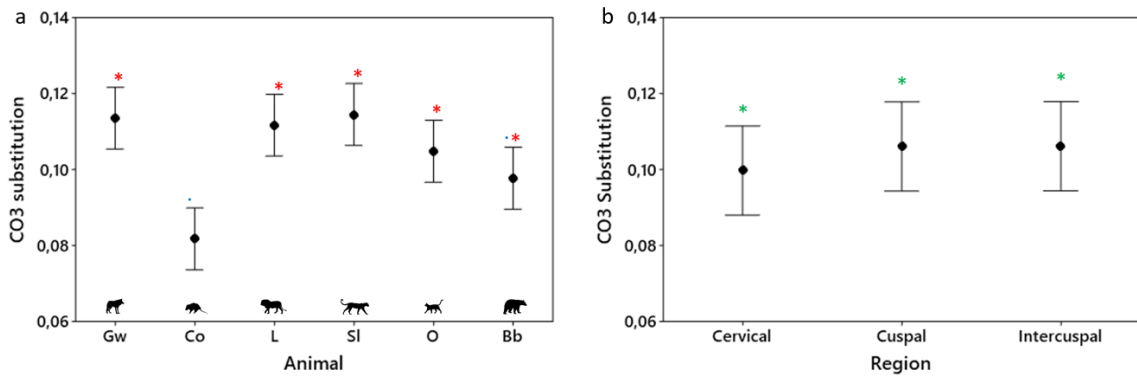 a
0,14
0,12
0,10
0,08
0,06
CO3 substitution
* * * * *
Gw Co L Sl O Bb
Animal
b
0,14
0,12
0,10
0,08
0,06
CO3 Substitution
* * *
Cervical Cuspal Intercuspal
Region